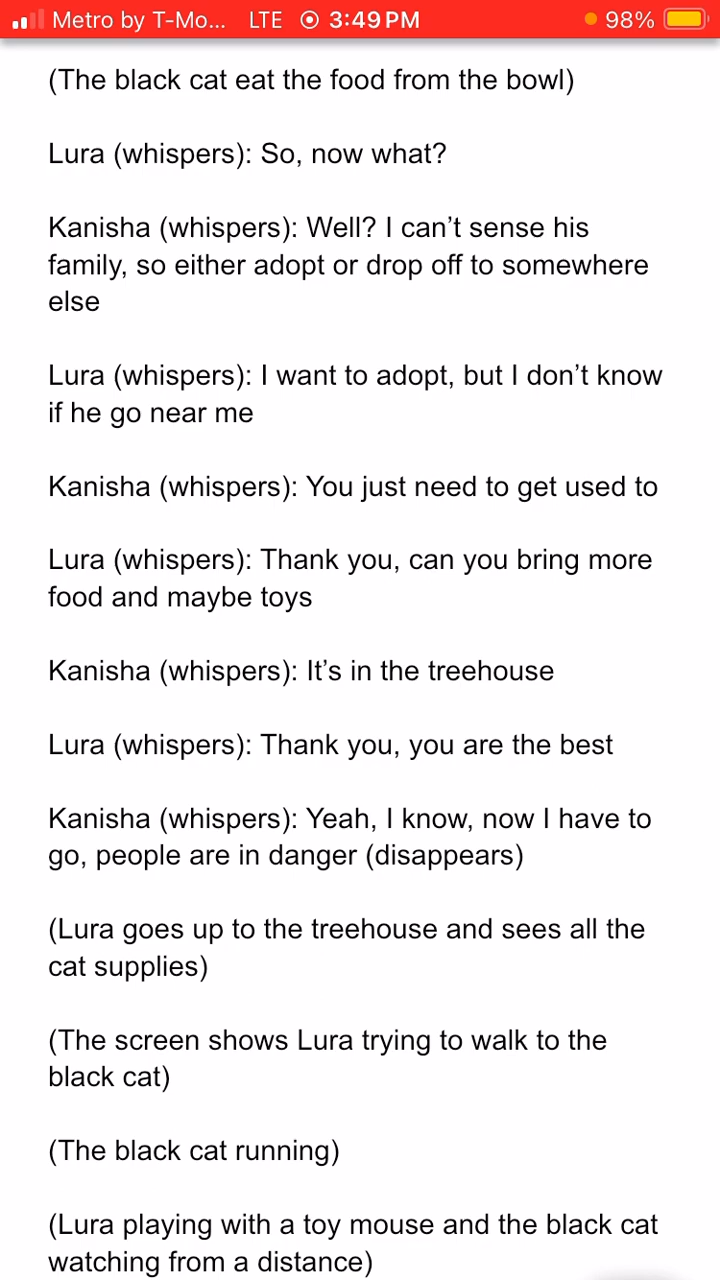 Metro by T-Mo... LTE 3:49 PM 98%
(The black cat eat the food from the bowl)
Lura (whispers): So, now what?
Kanisha (whispers): Well? I can’t sense his
family, so either adopt or drop off to somewhere
else
Lura (whispers): I want to adopt, but I don’t know
if he go near me
Kanisha (whispers): You just need to get used to
Lura (whispers): Thank you, can you bring more
food and maybe toys
Kanisha (whispers): It’s in the treehouse
Lura (whispers): Thank you, you are the best
Kanisha (whispers): Yeah, I know, now I have to
go, people are in danger (disappears)
(Lura goes up to the treehouse and sees all the
cat supplies)
(The screen shows Lura trying to walk to the
black cat)
(The black cat running)
(Lura playing with a toy mouse and the black cat
watching from a distance)